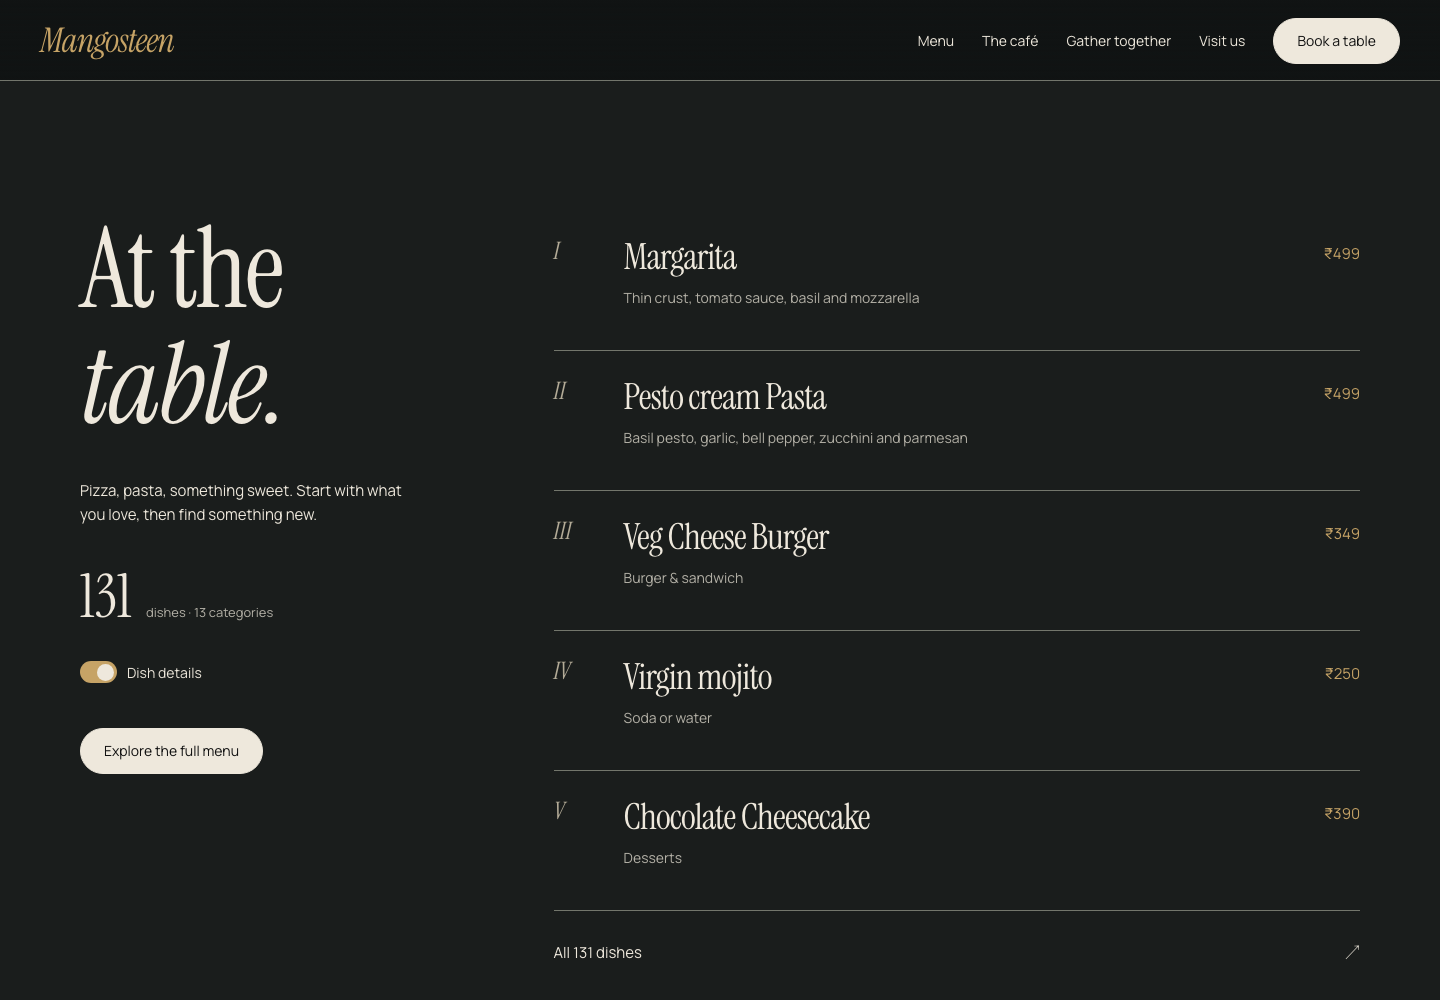 Mangosteen
Menu
The café
Gather together
Visit us
Book a table
At the
table.
Pizza, pasta, something sweet. Start with what
you love, then find something new.
131 dishes · 13 categories
Dish details
Explore the full menu
I Margarita ₹499
Thin crust, tomato sauce, basil and mozzarella
II Pesto cream Pasta ₹499
Basil pesto, garlic, bell pepper, zucchini and parmesan
III Veg Cheese Burger ₹349
Burger & sandwich
IV Virgin mojito ₹250
Soda or water
V Chocolate Cheesecake ₹390
Desserts
All 131 dishes ↗